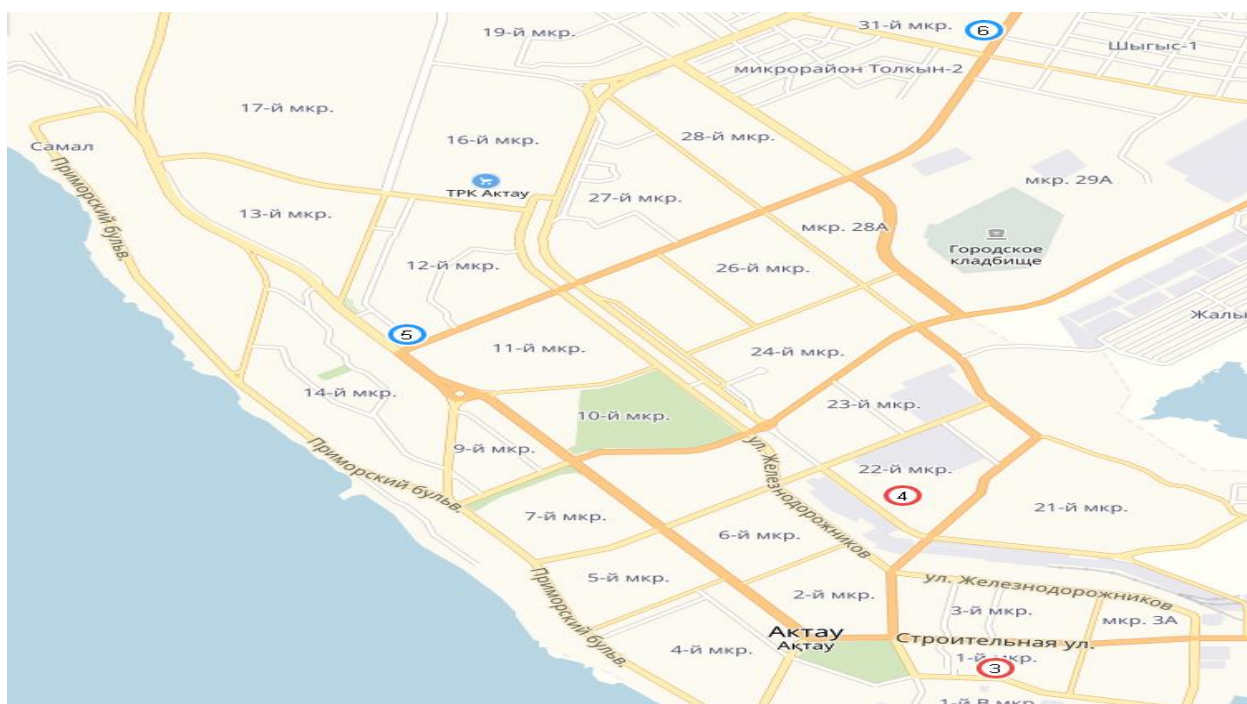 31-й мкр.
6
19-й мкр.
Шыгыс-1
микрорайон Толкын-2
17-й мкр.
28-й мкр.
16-й мкр.
Самал
мкр. 29А
ТРК Актау
27-й мкр.
13-й мкр.
Приморский бульв.
мкр. 28А
Городское
кладбище
12-й мкр.
26-й мкр.
5
11-й мкр.
24-й мкр.
14-й мкр.
23-й мкр.
10-й мкр.
9-й мкр.
ул. Железнодорожников
22-й мкр.
4
Приморский бульв.
21-й мкр.
7-й мкр.
6-й мкр.
5-й мкр.
ул. Железнодорожников
2-й мкр.
Приморский бульв.
3-й мкр.
мкр. 3А
Актау
Ақтау
Строительная ул.
4-й мкр.
1-й мкр.
3
1-й В мкр.